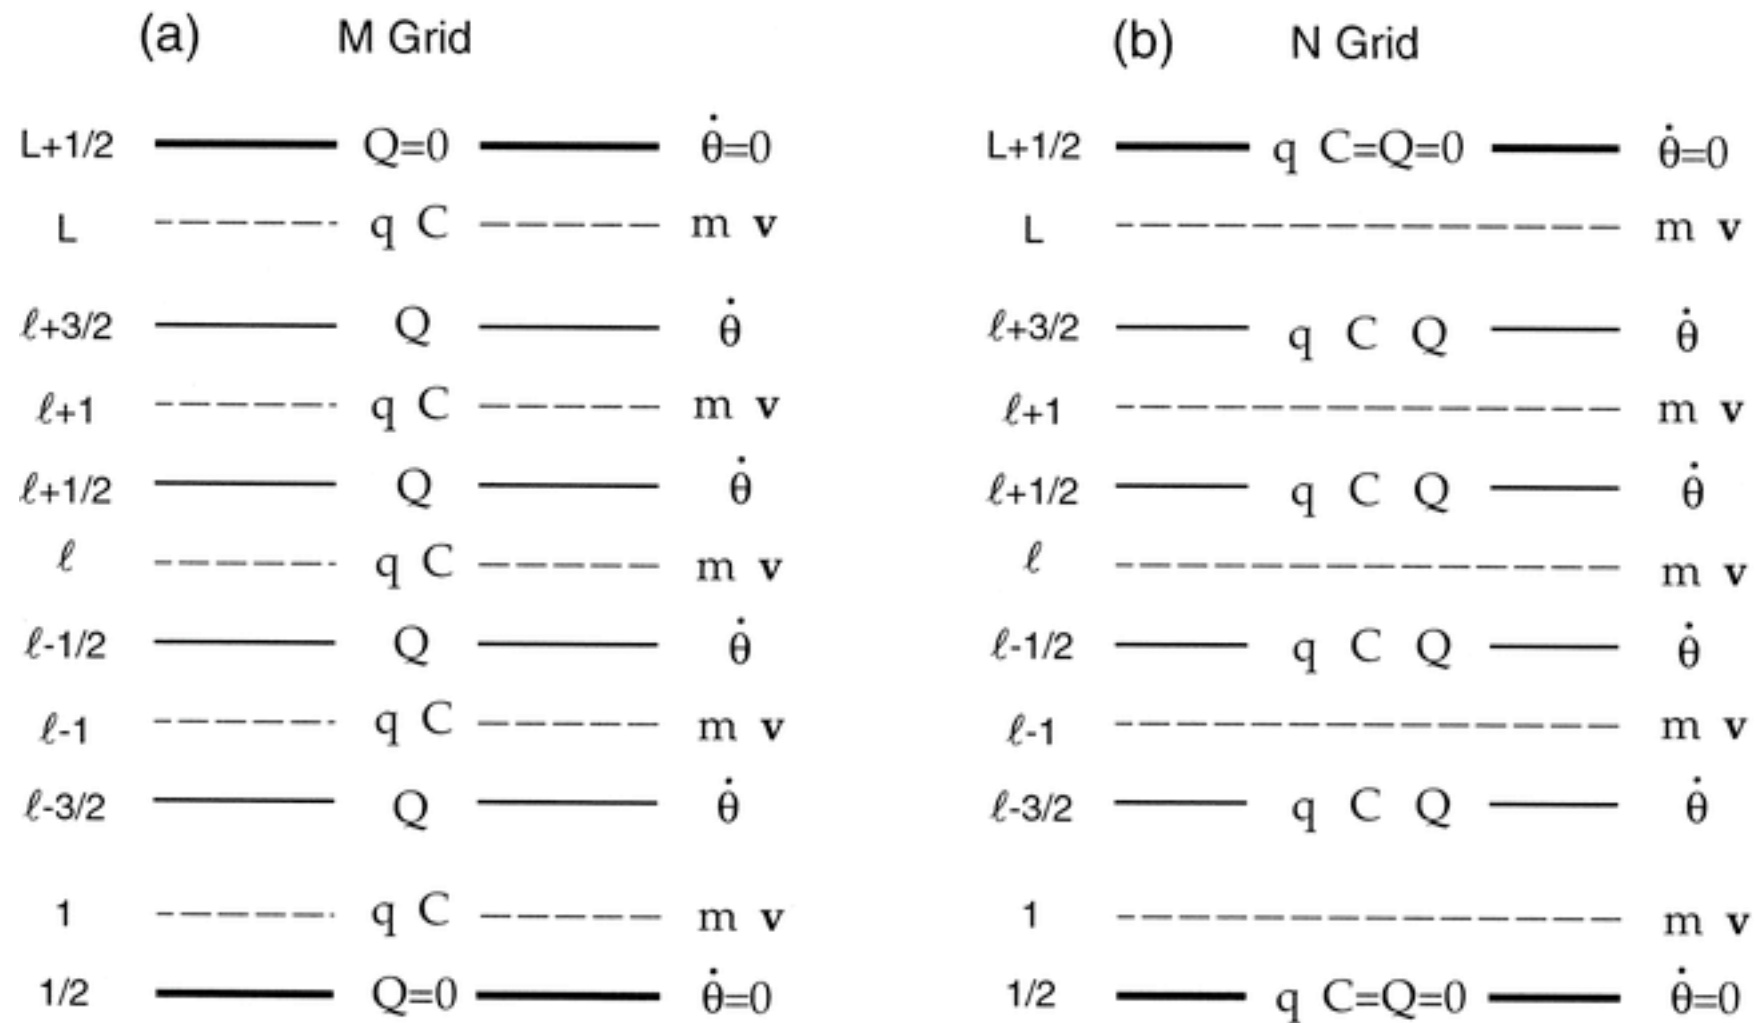 (a) M Grid
L+1/2 Q=0 θ̇=0
L q C m v
ℓ+3/2 Q θ̇
ℓ+1 q C m v
ℓ+1/2 Q θ̇
ℓ q C m v
ℓ-1/2 Q θ̇
ℓ-1 q C m v
ℓ-3/2 Q θ̇
1 q C m v
1/2 Q=0 θ̇=0
(b) N Grid
L+1/2 q C=Q=0 θ̇=0
L m v
ℓ+3/2 q C Q θ̇
ℓ+1 m v
ℓ+1/2 q C Q θ̇
ℓ m v
ℓ-1/2 q C Q θ̇
ℓ-1 m v
ℓ-3/2 q C Q θ̇
1 m v
1/2 q C=Q=0 θ̇=0